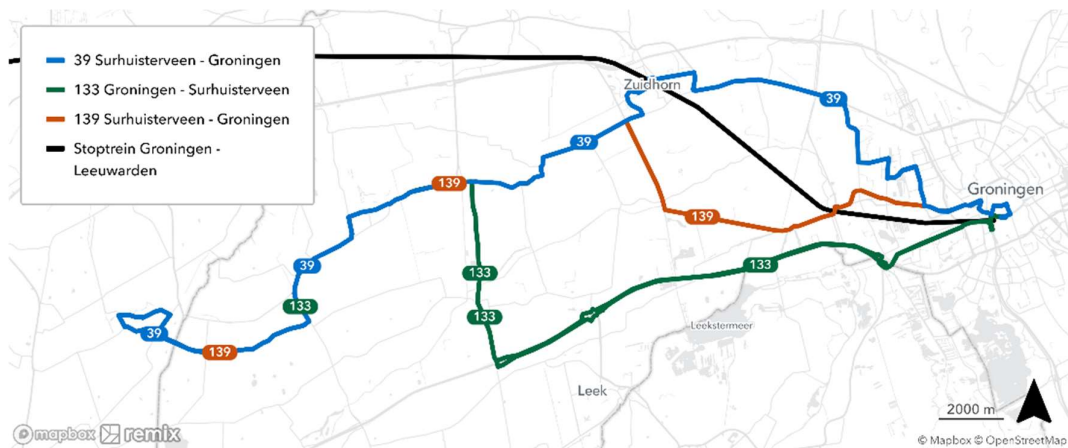 39 Surhuisterveen - Groningen
133 Groningen - Surhuisterveen
139 Surhuisterveen - Groningen
Stoptrein Groningen -
Leeuwarden
Zuidhorn
39
39
139
Groningen
139
39
133
133
133
133
Leekstermeer
39
139
Leek
2000 m
mapbox remix
© Mapbox © OpenStreetMap